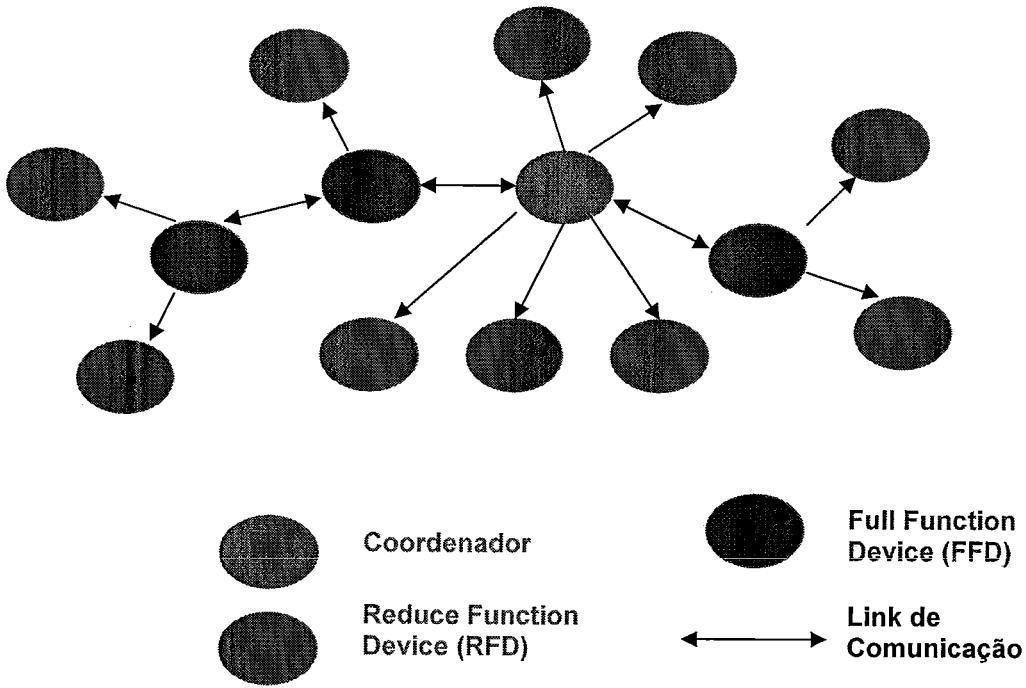 Coordenador
Full Function
Device (FFD)
Reduce Function
Device (RFD)
Link de
Comunicação